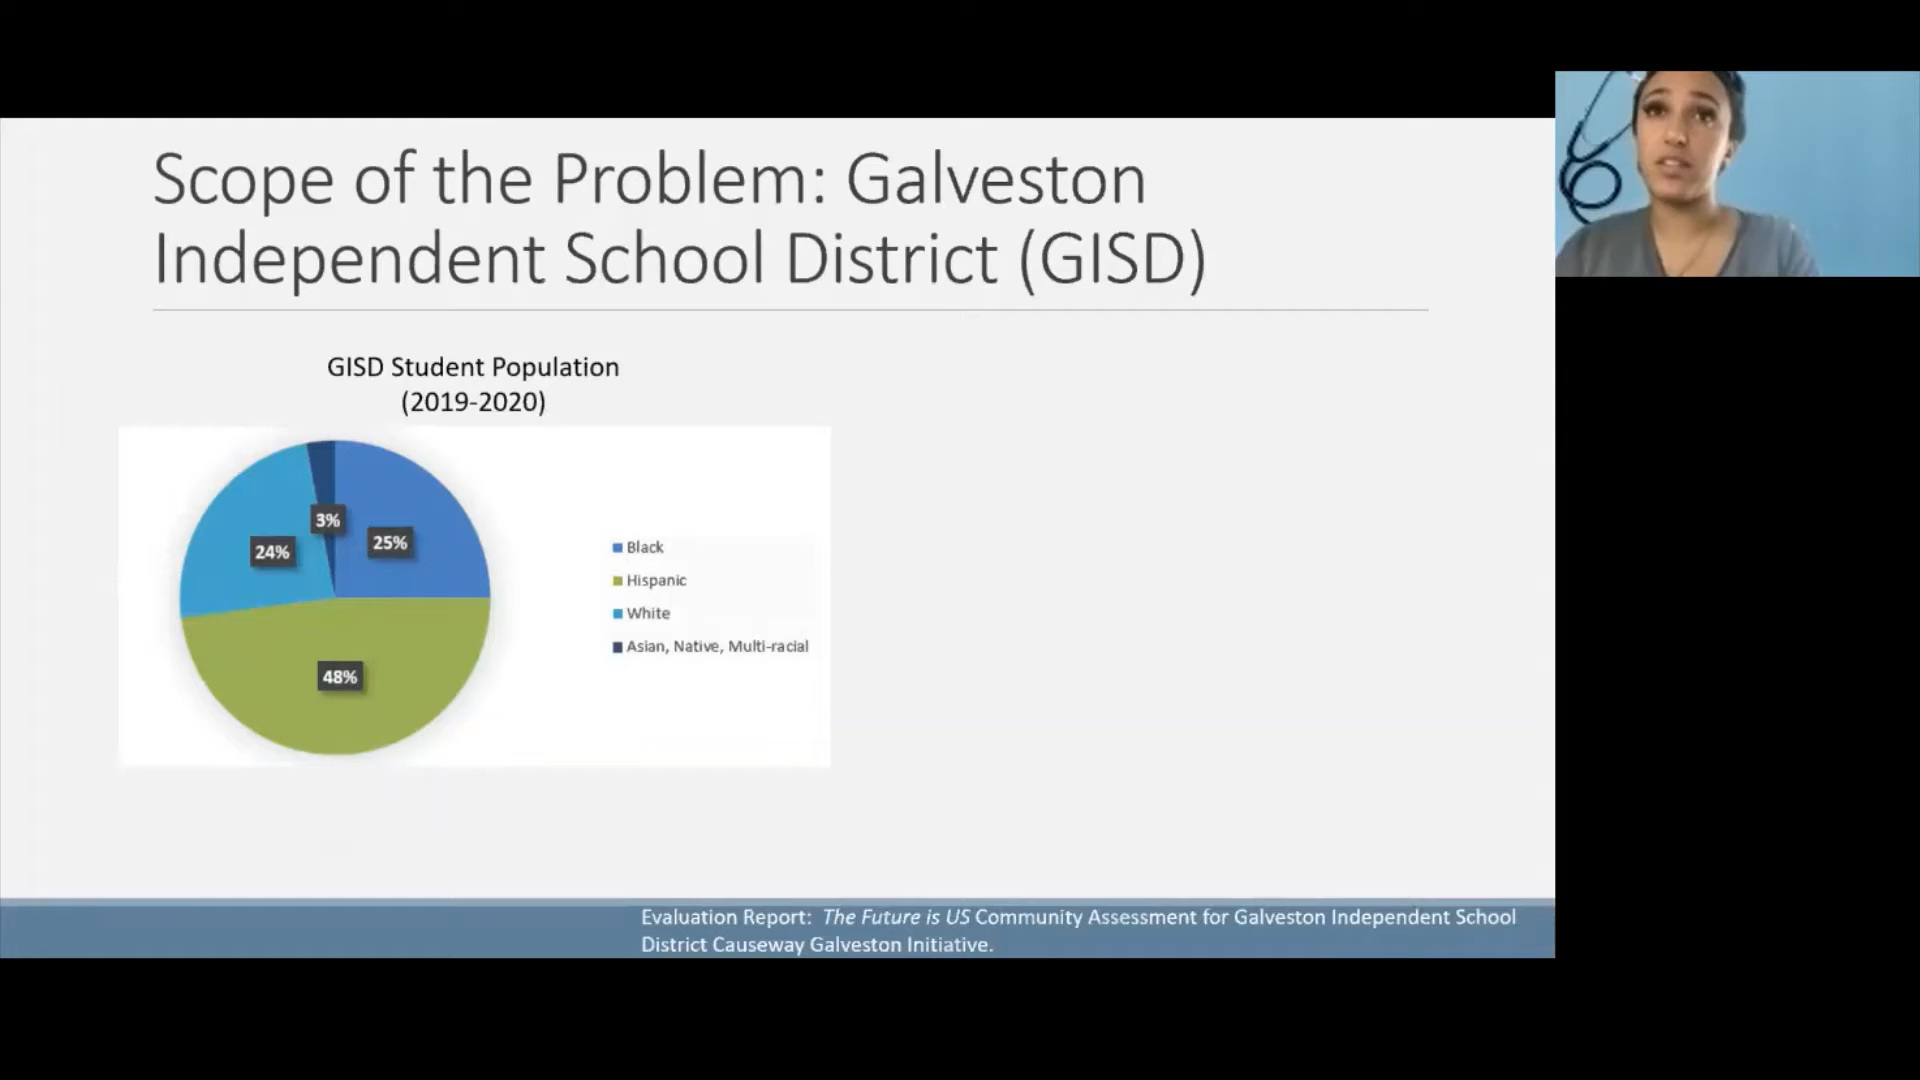 Scope of the Problem: Galveston
Independent School District (GISD)
GISD Student Population
(2019-2020)
3%
25%
24%
48%
Black
Hispanic
White
Asian, Native, Multi-racial
Evaluation Report: The Future is US Community Assessment for Galveston Independent School
District Causeway Galveston Initiative.